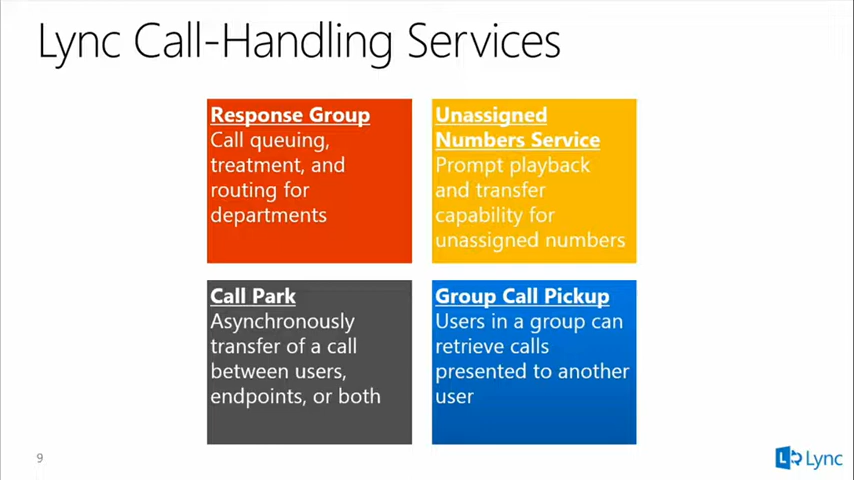 Lync Call-Handling Services
Response Group
Call queuing,
treatment, and
routing for
departments
Unassigned
Numbers Service
Prompt playback
and transfer
capability for
unassigned numbers
Call Park
Asynchronously
transfer of a call
between users,
endpoints, or both
Group Call Pickup
Users in a group can
retrieve calls
presented to another
user
9
L Lync